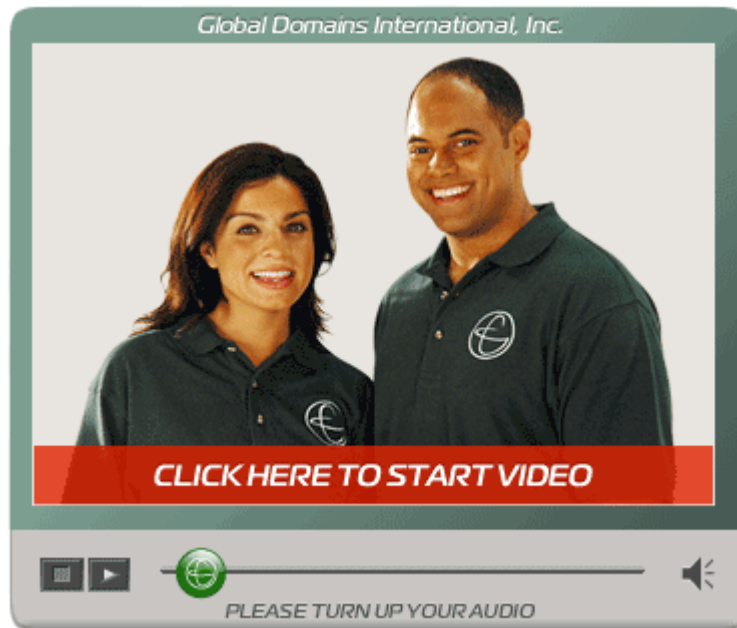 Global Domains International, Inc.
CLICK HERE TO START VIDEO
PLEASE TURN UP YOUR AUDIO